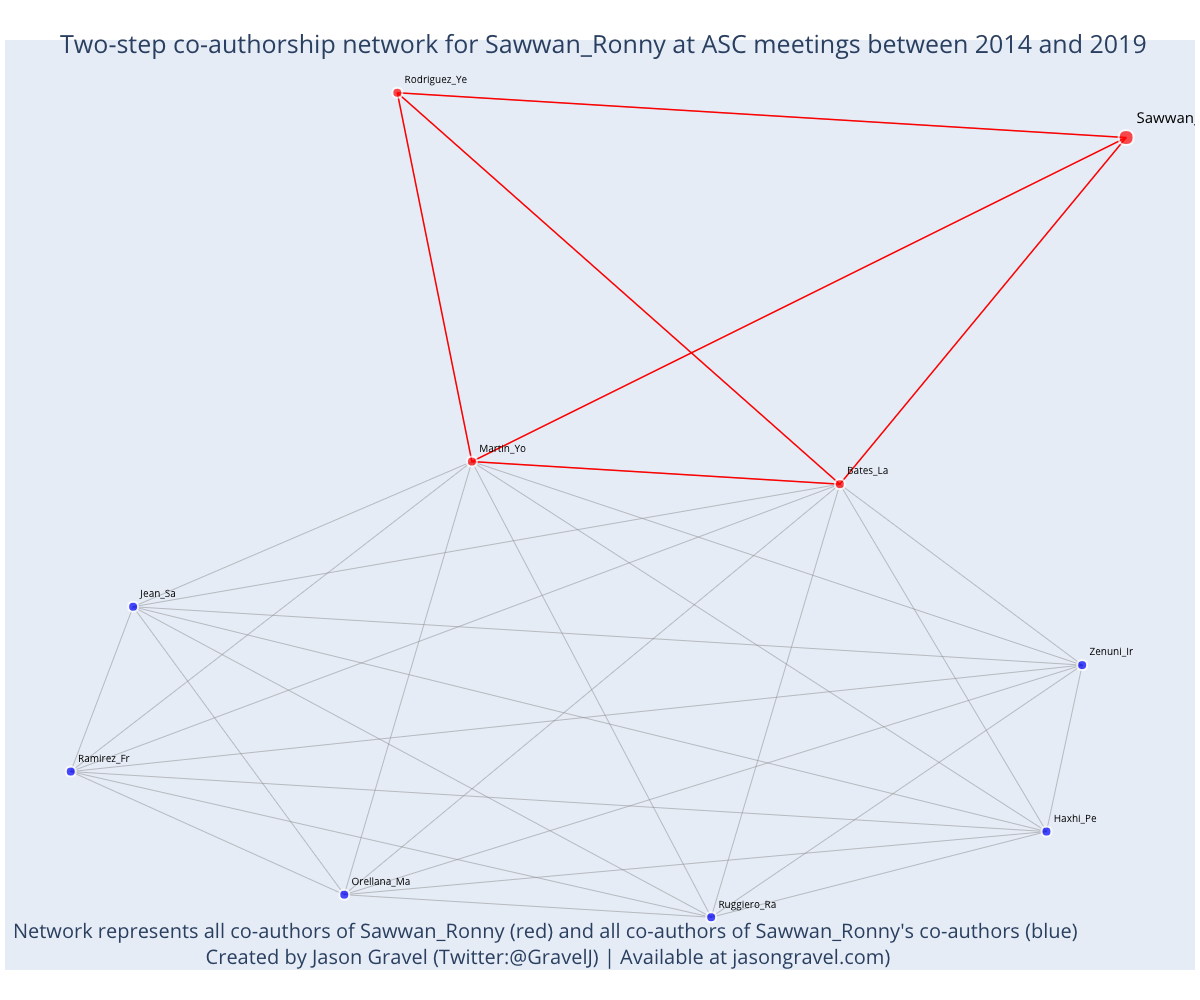 Two-step co-authorship network for Sawwan_Ronny at ASC meetings between 2014 and 2019
Rodriguez_Ye
Sawwan_
Martin_Yo
Bates_La
Jean_Sa
Zenuni_Ir
Ramirez_Fr
Haxhi_Pe
Orellana_Ma
Ruggiero_Ra
Network represents all co-authors of Sawwan_Ronny (red) and all co-authors of Sawwan_Ronny's co-authors (blue)
Created by Jason Gravel (Twitter:@GravelJ) | Available at jasongravel.com)